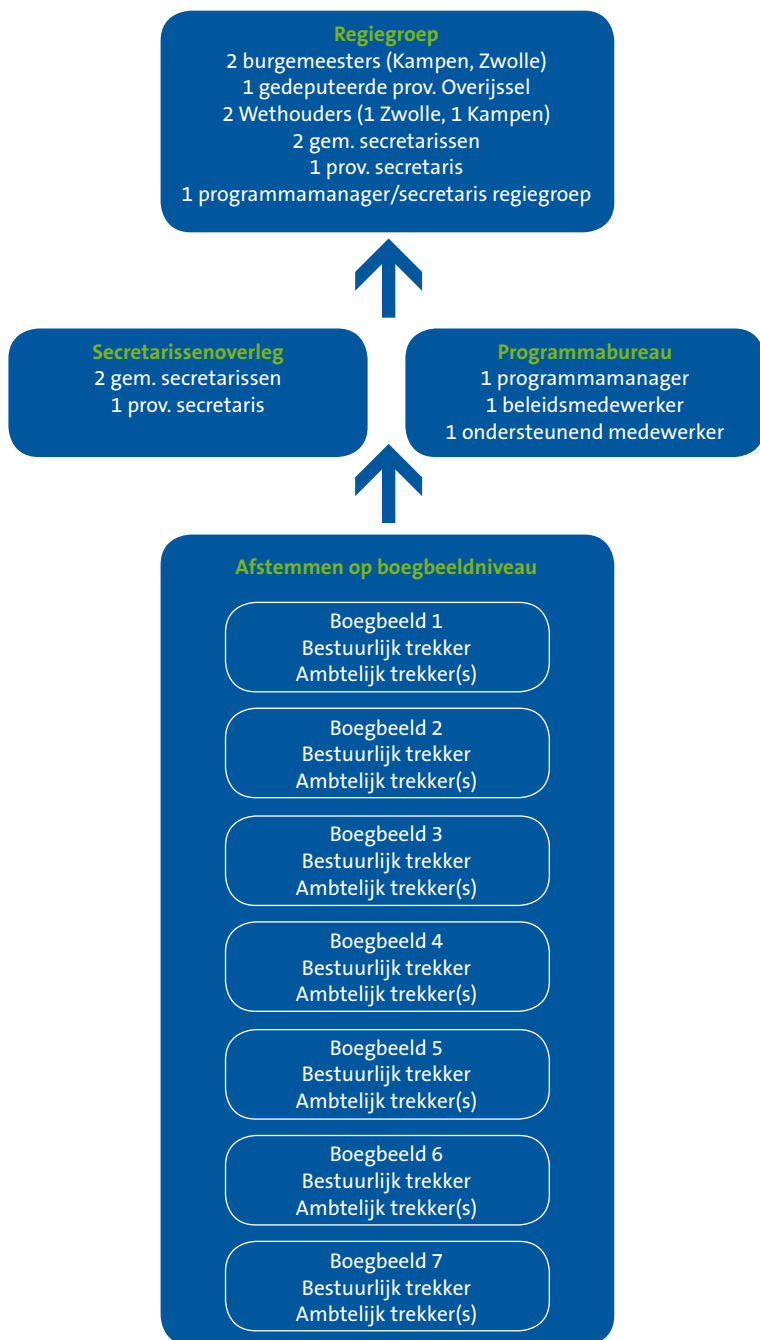 Regiegroep
2 burgemeesters (Kampen, Zwolle)
1 gedeputeerde prov. Overijssel
2 Wethouders (1 Zwolle, 1 Kampen)
2 gem. secretarissen
1 prov. secretaris
1 programmamanager/secretaris regiegroep
Secretarissenoverleg
2 gem. secretarissen
1 prov. secretaris
Programmabureau
1 programmamanager
1 beleidsmedewerker
1 ondersteunend medewerker
Afstemmen op boegbeeldniveau
Boegbeeld 1
Bestuurlijk trekker
Ambtelijk trekker(s)
Boegbeeld 2
Bestuurlijk trekker
Ambtelijk trekker(s)
Boegbeeld 3
Bestuurlijk trekker
Ambtelijk trekker(s)
Boegbeeld 4
Bestuurlijk trekker
Ambtelijk trekker(s)
Boegbeeld 5
Bestuurlijk trekker
Ambtelijk trekker(s)
Boegbeeld 6
Bestuurlijk trekker
Ambtelijk trekker(s)
Boegbeeld 7
Bestuurlijk trekker
Ambtelijk trekker(s)